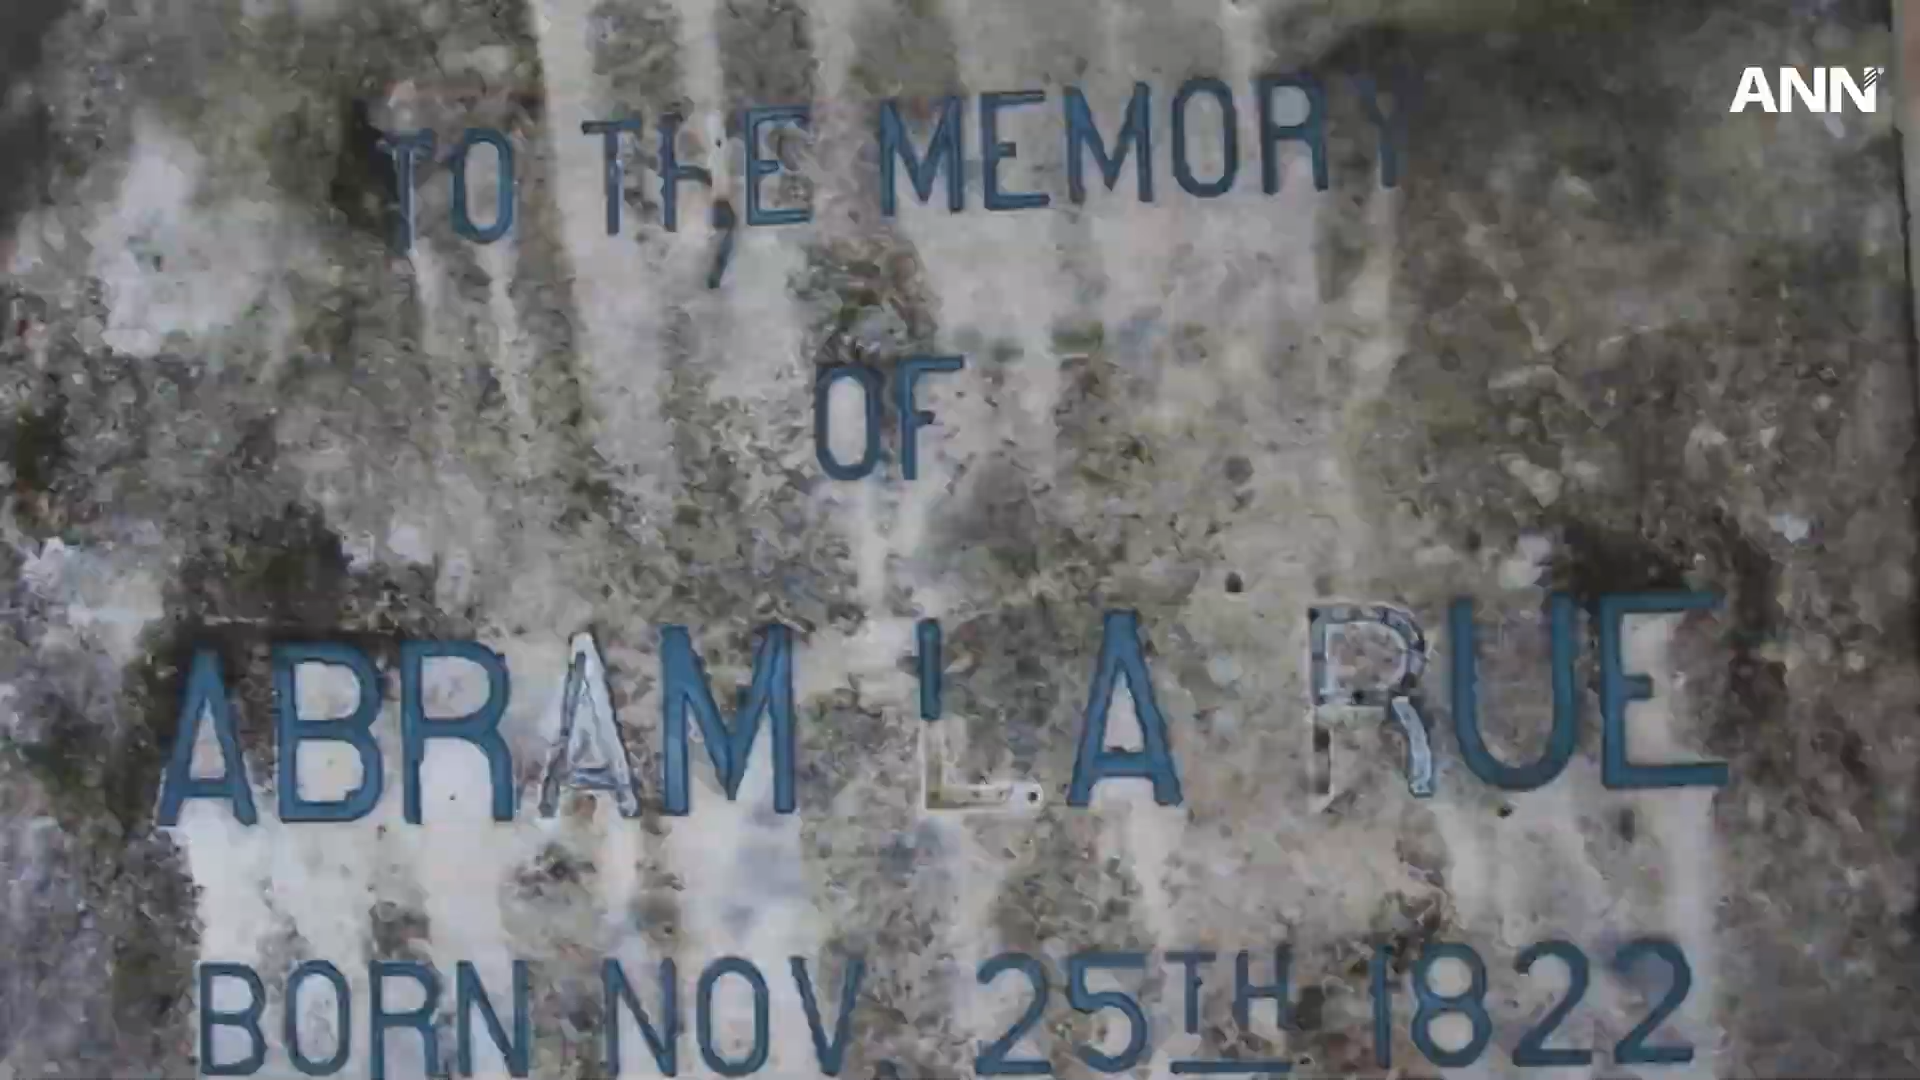 ANN
TO THE MEMORY
OF
ABRAM LA RUE
BORN NOV. 25TH 1822